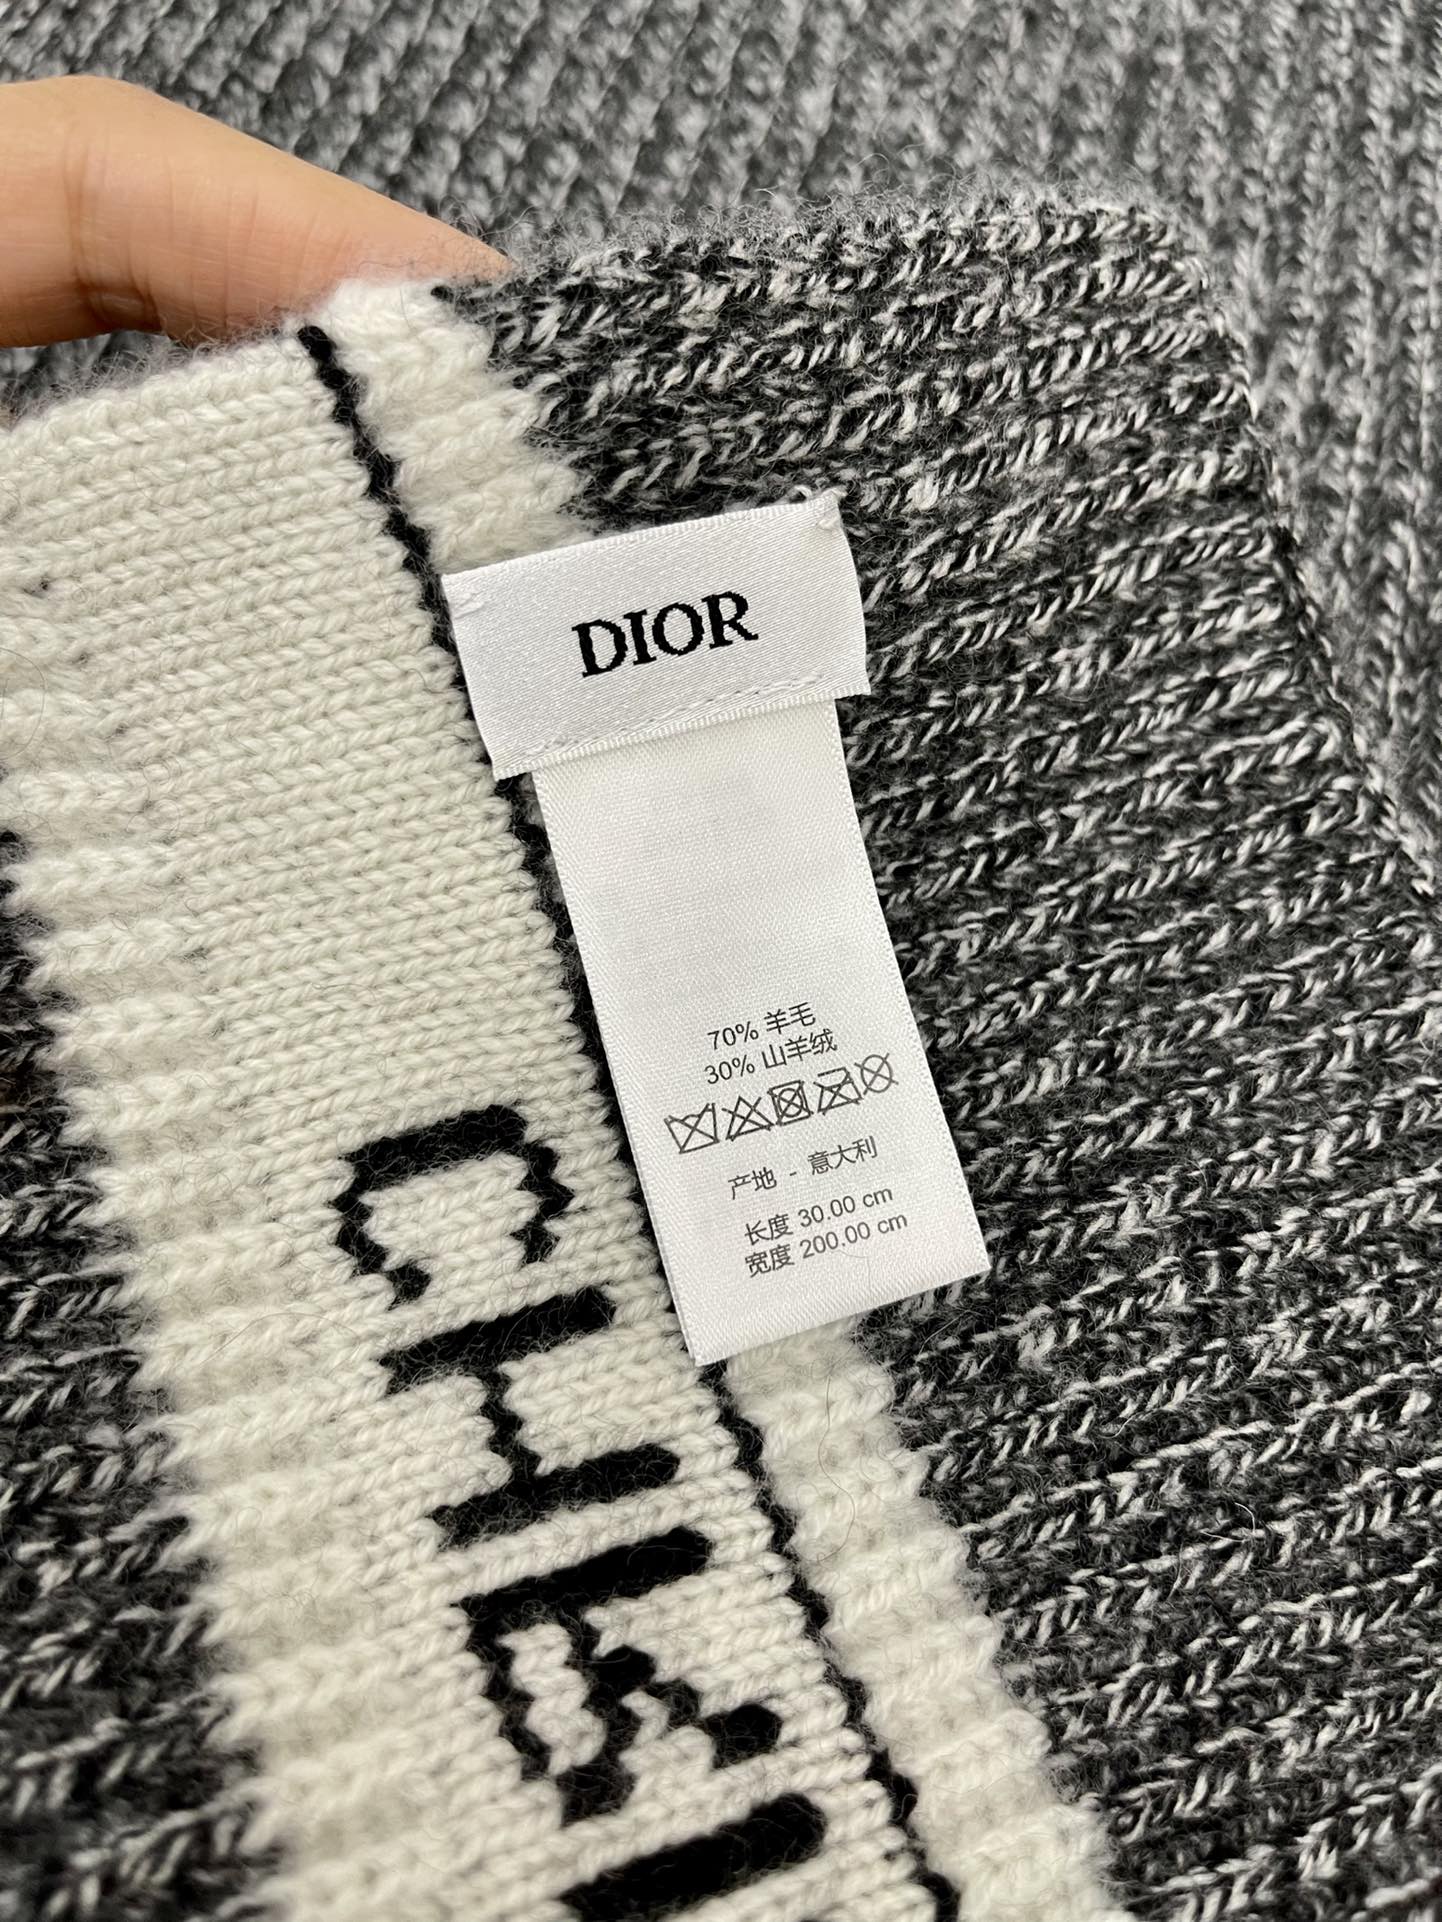 DIOR
70% 羊毛
30% 山羊绒
产地 - 意大利
长度 30.00 cm
宽度 200.00 cm
CHR